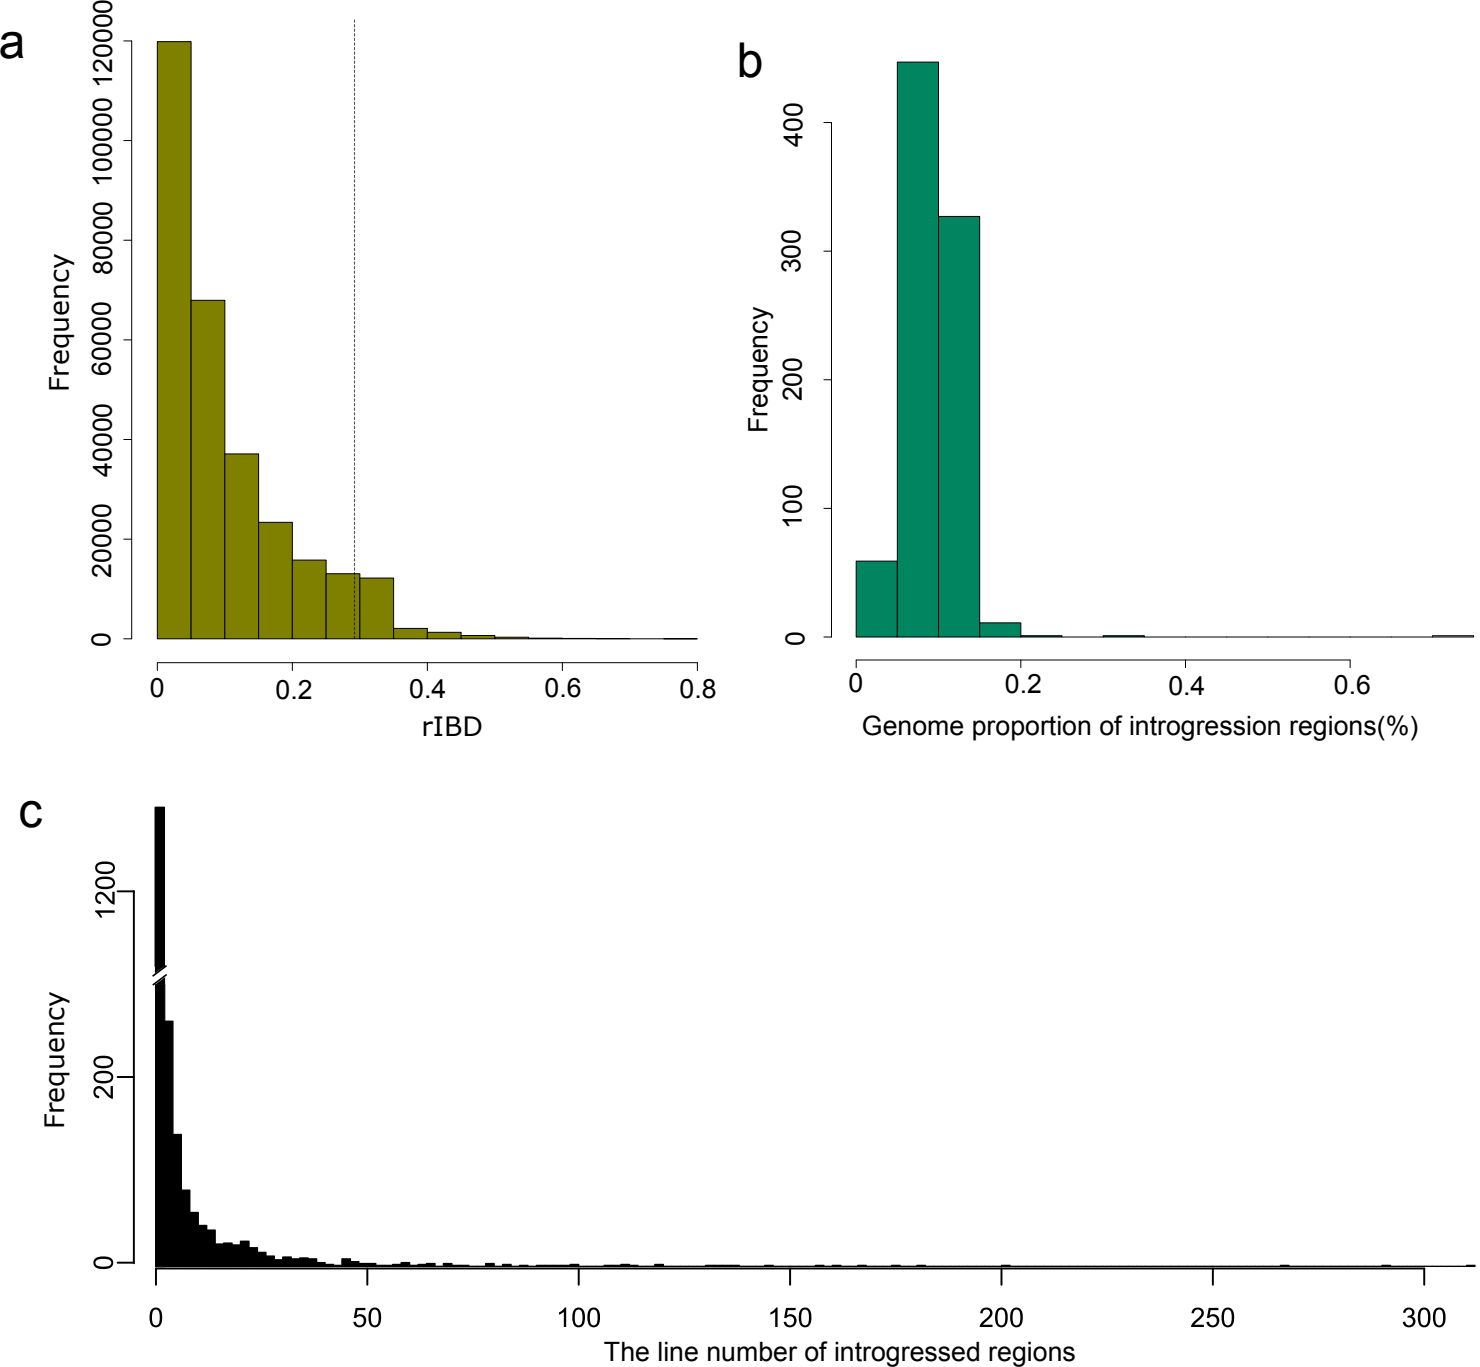 a
Frequency
120000
100000
80000
60000
40000
20000
0
0 0.2 0.4 0.6 0.8
rIBD
b
Frequency
400
300
200
100
0
0 0.2 0.4 0.6
Genome proportion of introgression regions(%)
c
Frequency
1200
200
0
0 50 100 150 200 250 300
The line number of introgressed regions